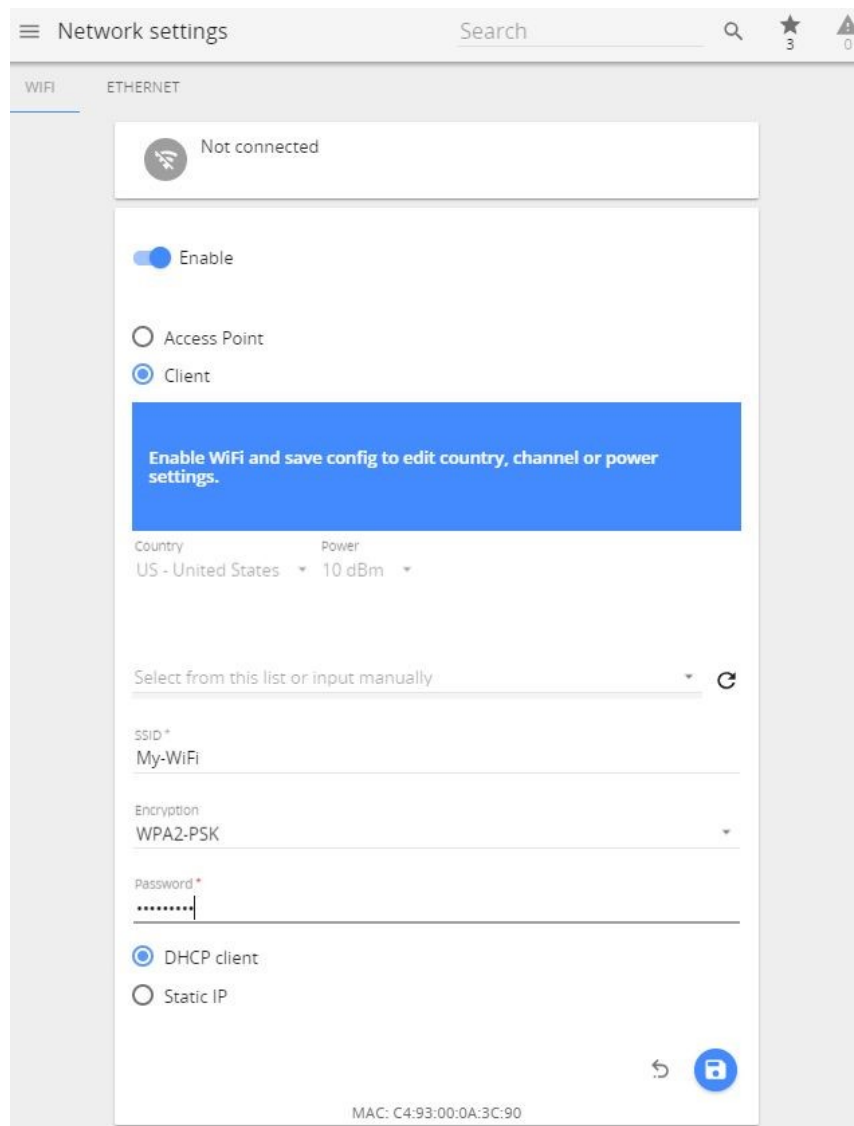 Network settings
Search
3
0
WIFI
ETHERNET
Not connected
Enable
Access Point
Client
Enable WiFi and save config to edit country, channel or power
settings.
Country
Power
US - United States
10 dBm
Select from this list or input manually
SSID *
My-WiFi
Encryption
WPA2-PSK
Password *
•••••••••
DHCP client
Static IP
MAC: C4:93:00:0A:3C:90